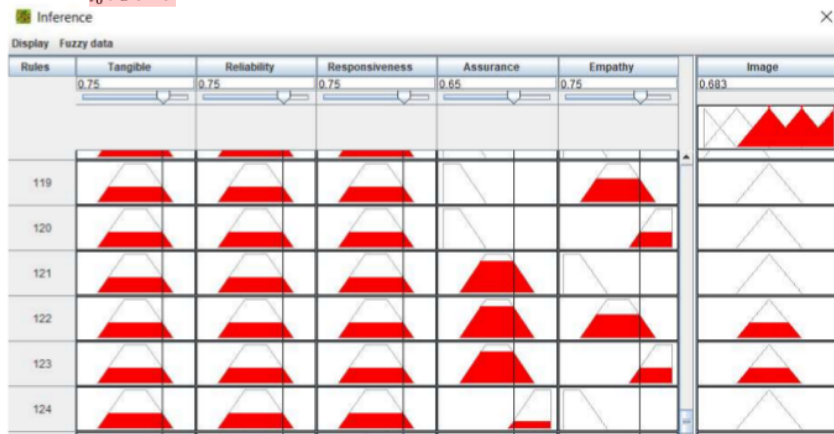 Inference
Display Fuzzy data
Rules Tangible Reliability Responsiveness Assurance Empathy Image
0.75 0.75 0.75 0.65 0.75 0.683
119
120
121
122
123
124